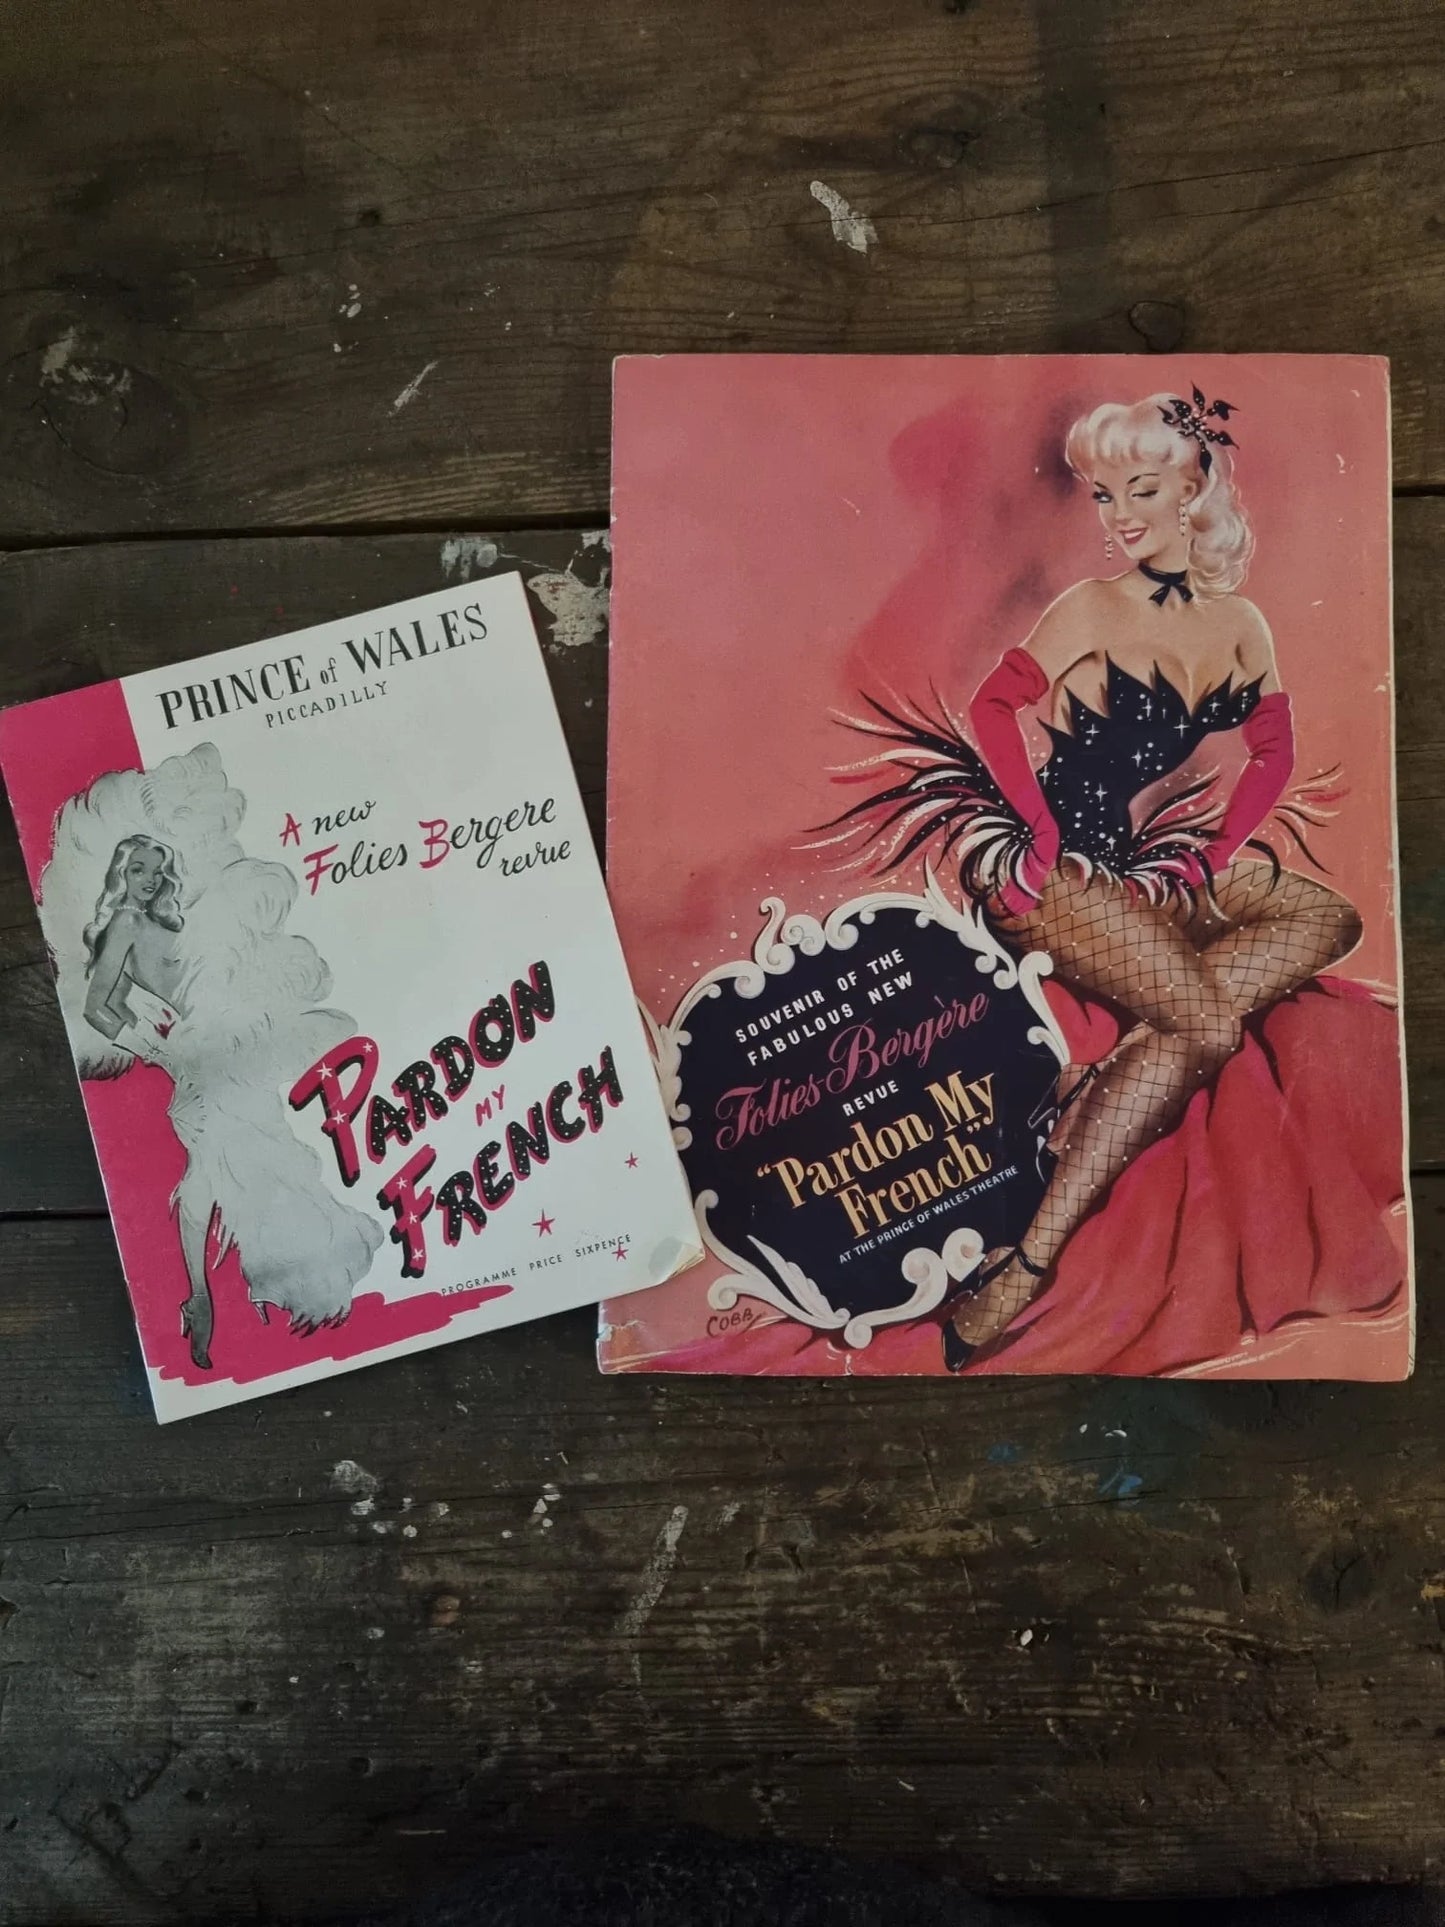 PRINCE of WALES
PICCADILLY
A new
Folies Bergere
revue
PARDON
MY
FRENCH
PROGRAMME PRICE SIXPENCE
SOUVENIR OF THE
FABULOUS NEW
Folies-Bergère
REVUE
"Pardon My
French"
AT THE PRINCE OF WALES THEATRE
COBB